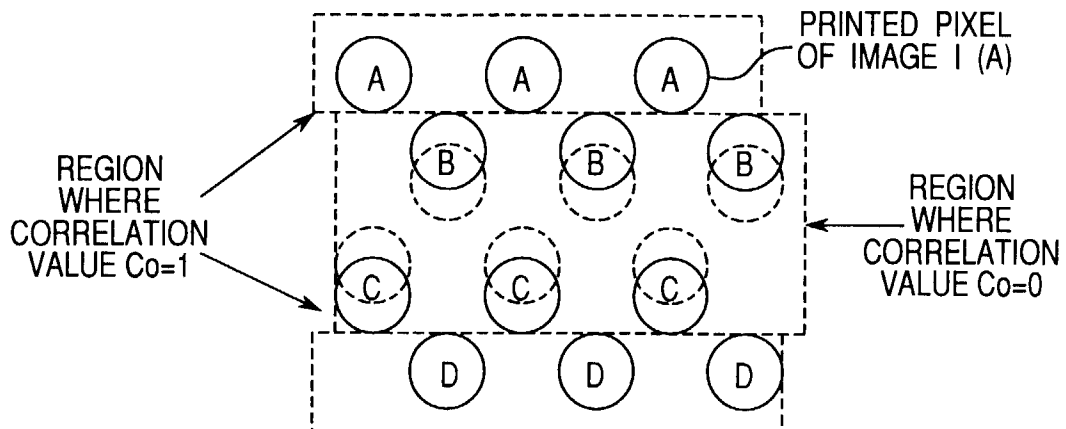 PRINTED PIXEL
OF IMAGE I (A)
A A A
B B B
REGION
WHERE
CORRELATION
VALUE Co=1
REGION
WHERE
CORRELATION
VALUE Co=0
C C C
D D D